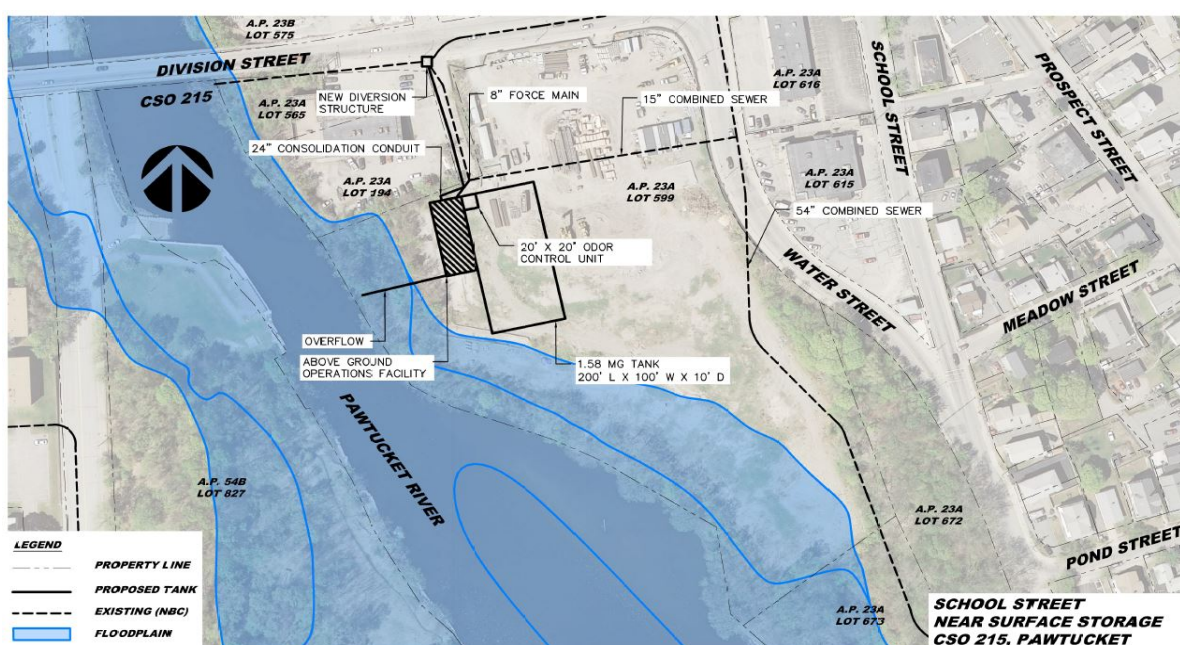 A.P. 23B
LOT 575
DIVISION STREET
CSO 215
A.P. 23A
LOT 565
NEW DIVERSION
STRUCTURE
8" FORCE MAIN
15" COMBINED SEWER
A.P. 23A
LOT 616
SCHOOL STREET
PROSPECT STREET
24" CONSOLIDATION CONDUIT
A.P. 23A
LOT 194
A.P. 23A
LOT 599
A.P. 23A
LOT 615
54" COMBINED SEWER
20' X 20' ODOR
CONTROL UNIT
WATER STREET
MEADOW STREET
OVERFLOW
ABOVE GROUND
OPERATIONS FACILITY
1.58 MG TANK
200' L X 100' W X 10' D
PAWTUCKET RIVER
A.P. 54B
LOT 827
A.P. 23A
LOT 672
POND STREET
A.P. 23A
LOT 673
LEGEND
PROPERTY LINE
PROPOSED TANK
EXISTING (NBC)
FLOODPLAIN
SCHOOL STREET
NEAR SURFACE STORAGE
CSO 215, PAWTUCKET